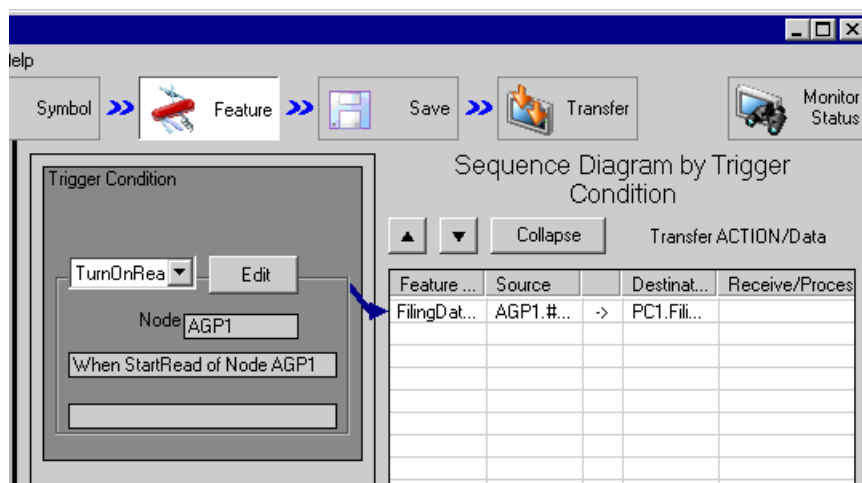 Help
Symbol
Feature
Save
Transfer
Monitor
Status
Trigger Condition
TurnOnRea
Edit
Node
AGP1
When StartRead of Node AGP1
Sequence Diagram by Trigger
Condition
Collapse
Transfer ACTION/Data
Feature ... Source Destinat... Receive/Proces
FilingDat... AGP1.#... -> PC1.Fili...